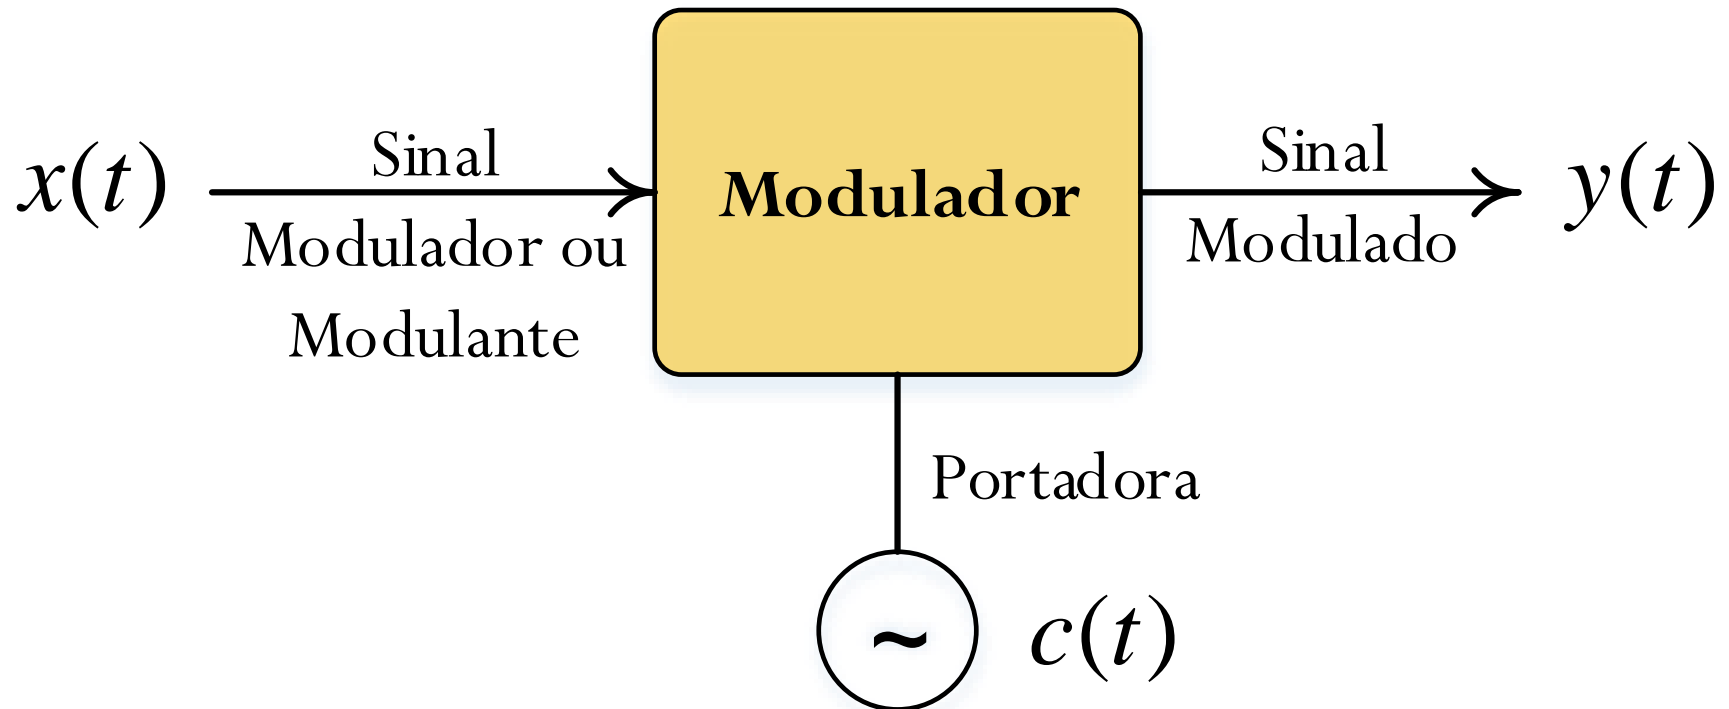 x(t)
Sinal
Modulador ou
Modulante
Modulador
Sinal
Modulado
y(t)
Portadora
~
c(t)